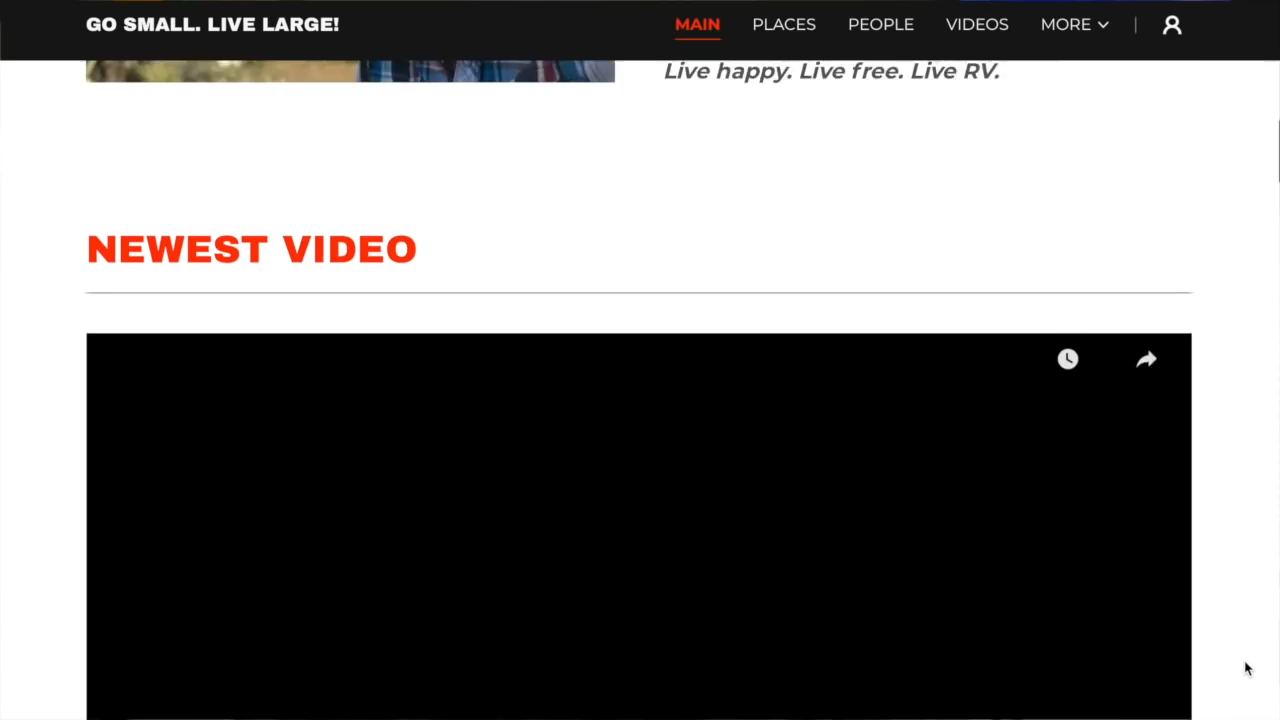 GO SMALL. LIVE LARGE!
MAIN PLACES PEOPLE VIDEOS MORE
Live happy. Live free. Live RV.
NEWEST VIDEO